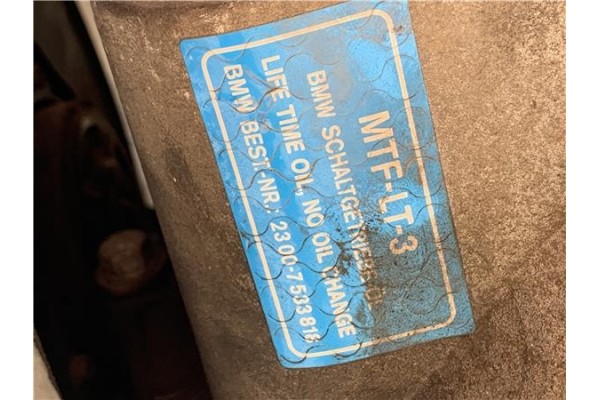 MTF-LT-3
BMW SCHALTGETRIEBEÖL
LIFE TIME OIL, NO OIL CHANGE
BMW BEST-NR.: 23 00-7 533 818